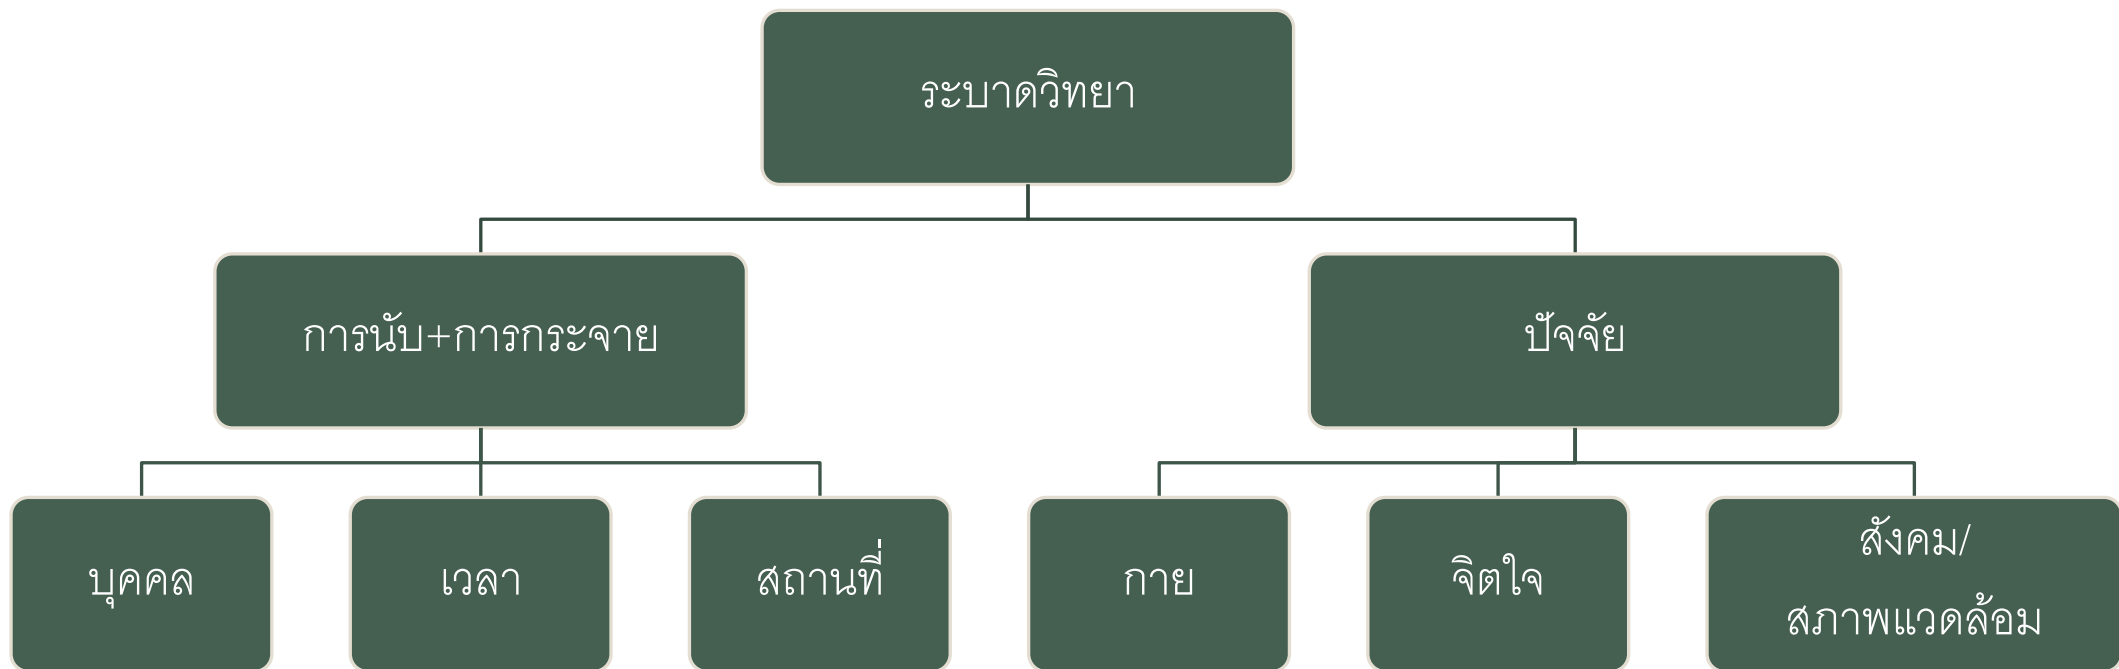 ระบาดวิทยา
การนับ+การกระจาย
ปัจจัย
บุคคล
เวลา
สถานที่
กาย
จิตใจ
สังคม/
สภาพแวดล้อม